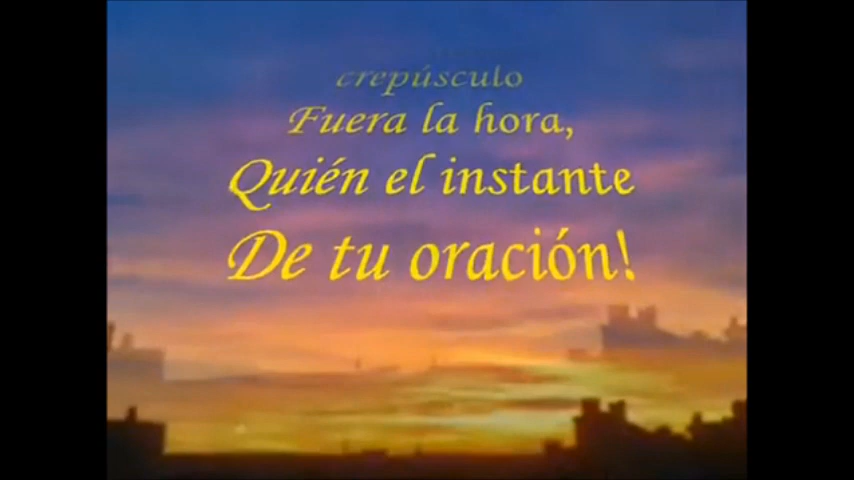 crepúsculo
Fuera la hora,
Quién el instante
De tu oración!